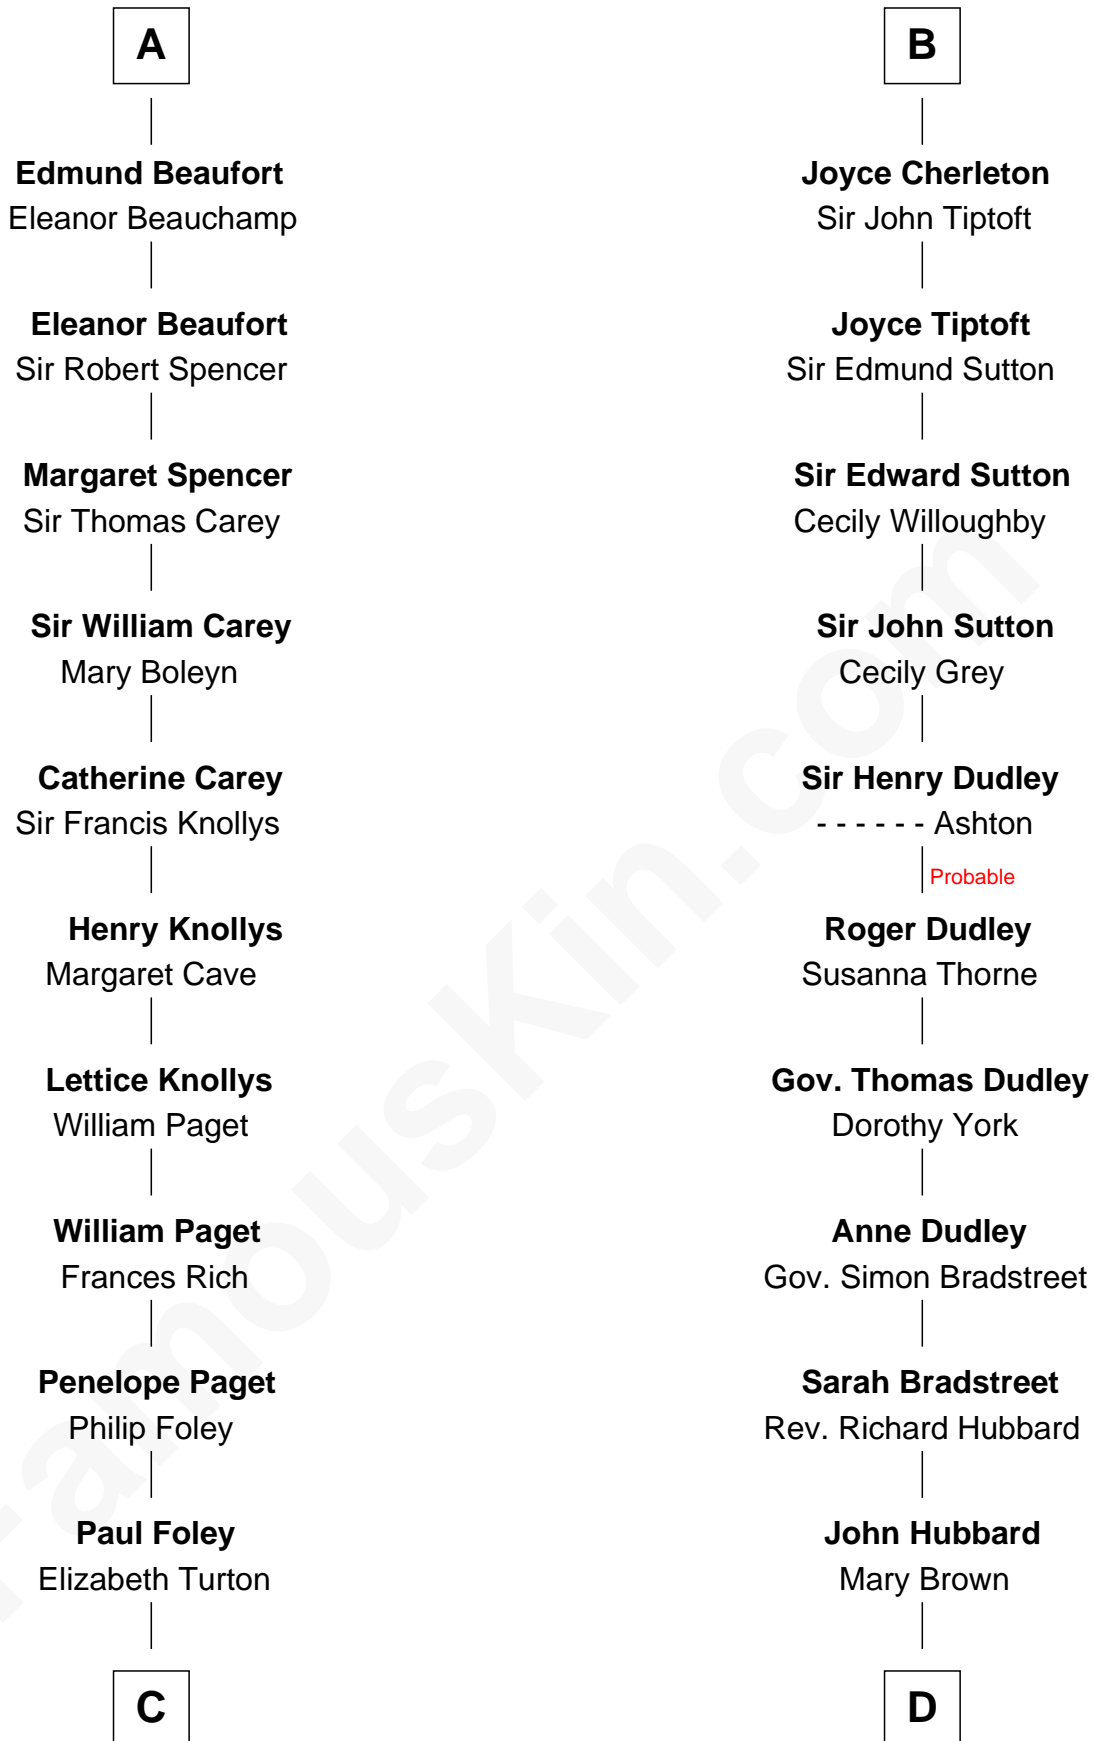 A
Edmund Beaufort
Eleanor Beauchamp
Eleanor Beaufort
Sir Robert Spencer
Margaret Spencer
Sir Thomas Carey
Sir William Carey
Mary Boleyn
Catherine Carey
Sir Francis Knollys
Henry Knollys
Margaret Cave
Lettice Knollys
William Paget
William Paget
Frances Rich
Penelope Paget
Philip Foley
Paul Foley
Elizabeth Turton
C
B
Joyce Cherleton
Sir John Tiptoft
Joyce Tiptoft
Sir Edmund Sutton
Sir Edward Sutton
Cecily Willoughby
Sir John Sutton
Cecily Grey
Sir Henry Dudley
- - - - - - Ashton
Probable
Roger Dudley
Susanna Thorne
Gov. Thomas Dudley
Dorothy York
Anne Dudley
Gov. Simon Bradstreet
Sarah Bradstreet
Rev. Richard Hubbard
John Hubbard
Mary Brown
D
FamousKin.com